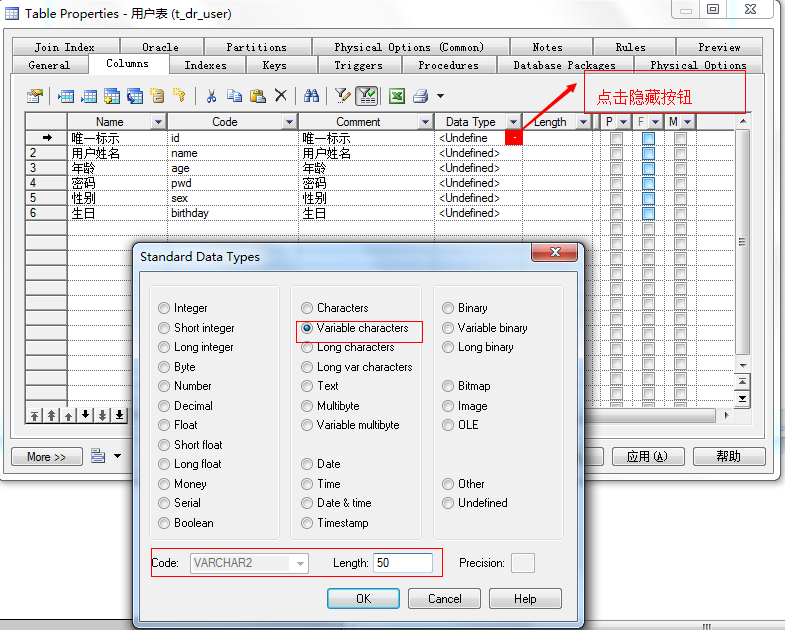 Table Properties - 用户表 (t_dr_user)
Join Index Oracle Partitions Physical Options (Common) Notes Rules Preview
General Columns Indexes Keys Triggers Procedures Database Packages Physical Options
点击隐藏按钮
Name Code Comment Data Type Length P F M
唯一标示 id 唯一标示 <Undefine
2 用户姓名 name 用户姓名 <Undefined>
3 年龄 age 年龄 <Undefined>
4 密码 pwd 密码 <Undefined>
5 性别 sex 性别 <Undefined>
6 生日 birthday 生日 <Undefined>
More >> 应用(A) 帮助
Standard Data Types
Integer Characters Binary
Short integer Variable characters Variable binary
Long integer Long characters Long binary
Byte Long var characters
Number Text Bitmap
Decimal Multibyte Image
Float Variable multibyte OLE
Short float
Long float Date
Money Time Other
Serial Date & time Undefined
Boolean Timestamp
Code: VARCHAR2 Length: 50 Precision:
OK Cancel Help